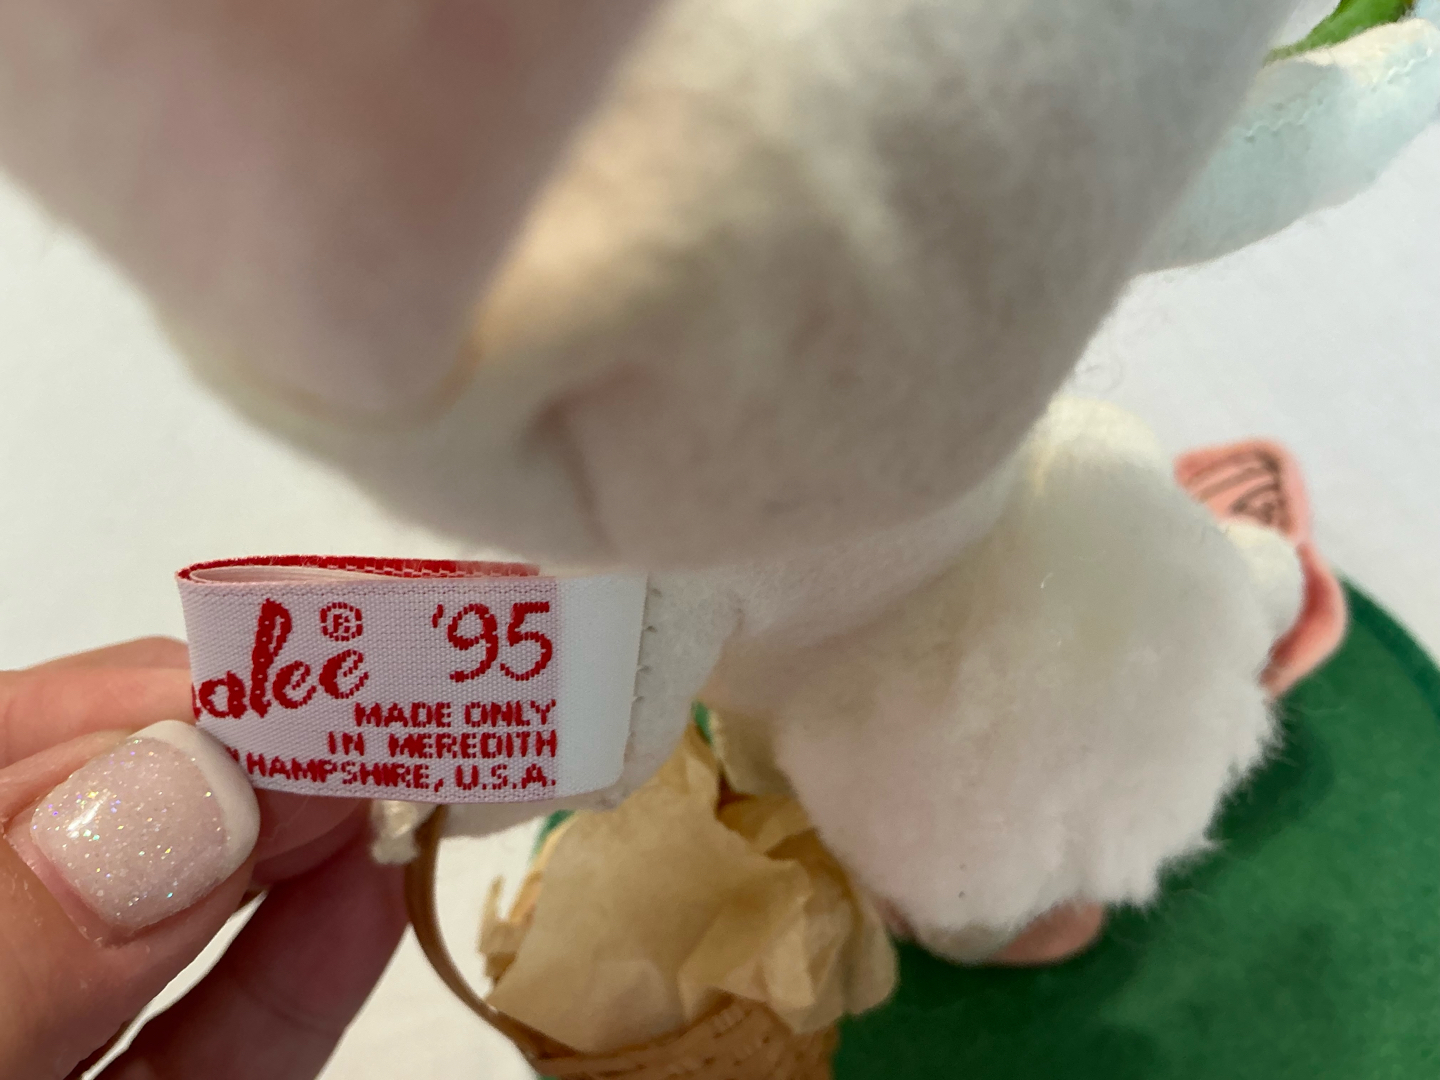 alee® '95
MADE ONLY
IN MEREDITH
HAMPSHIRE, U.S.A.